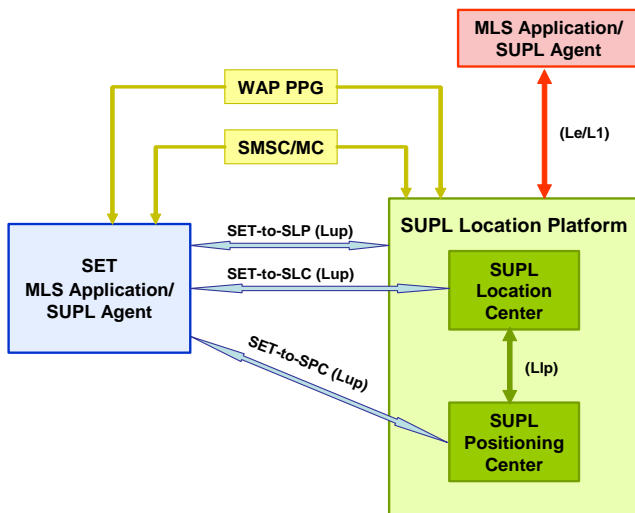 MLS Application/
SUPL Agent
WAP PPG
(Le/L1)
SMSC/MC
SET-to-SLP (Lup)
SUPL Location Platform
SET
MLS Application/
SUPL Agent
SET-to-SLC (Lup)
SUPL
Location
Center
SET-to-SPC (Lup)
(Llp)
SUPL
Positioning
Center